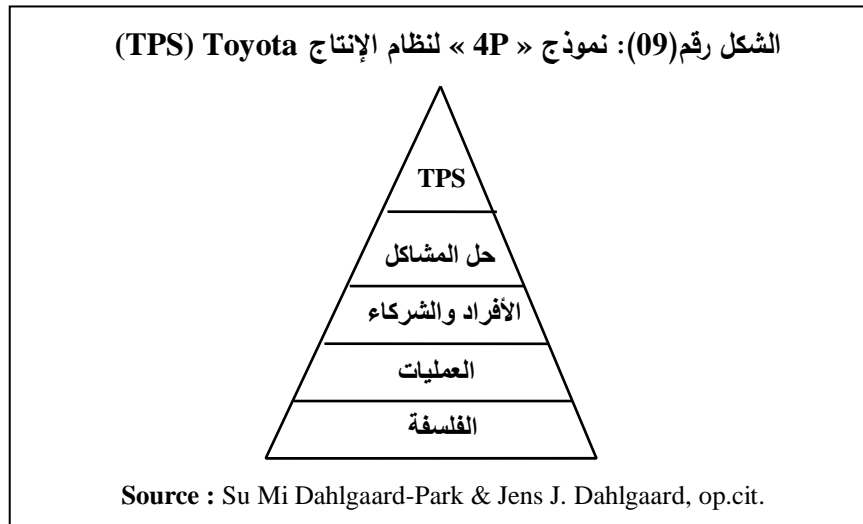 الشكل رقم(09): نموذج « 4P » لنظام الإنتاج Toyota (TPS)
TPS
حل المشاكل
الأفراد والشركاء
العمليات
الفلسفة
Source : Su Mi Dahlgaard-Park & Jens J. Dahlgaard, op.cit.